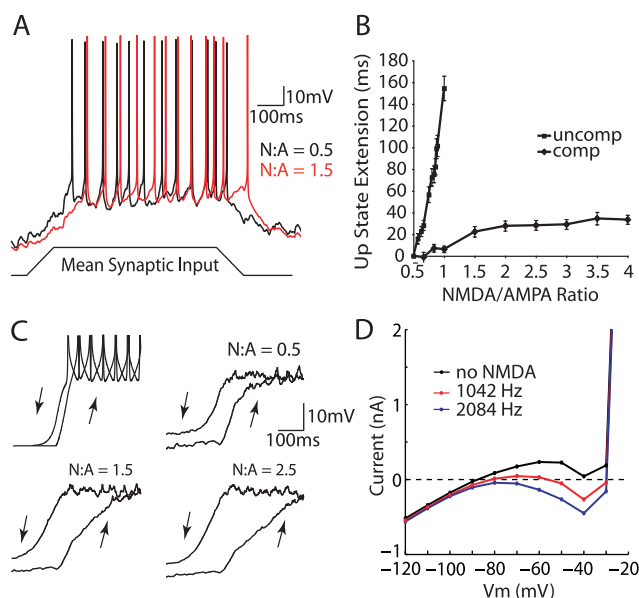 A
10mV
100ms
N:A = 0.5
N:A = 1.5
Mean Synaptic Input
B
Up State Extension (ms)
180
160
140
120
100
80
60
40
20
0
uncomp
comp
0.5 1 1.5 2 2.5 3 3.5 4
NMDA/AMPA Ratio
C
N:A = 0.5
10mV
100ms
N:A = 1.5
N:A = 2.5
D
Current (nA)
2
1
0
−1
no NMDA
1042 Hz
2084 Hz
−120 −100 −80 −60 −40 −20
Vm (mV)